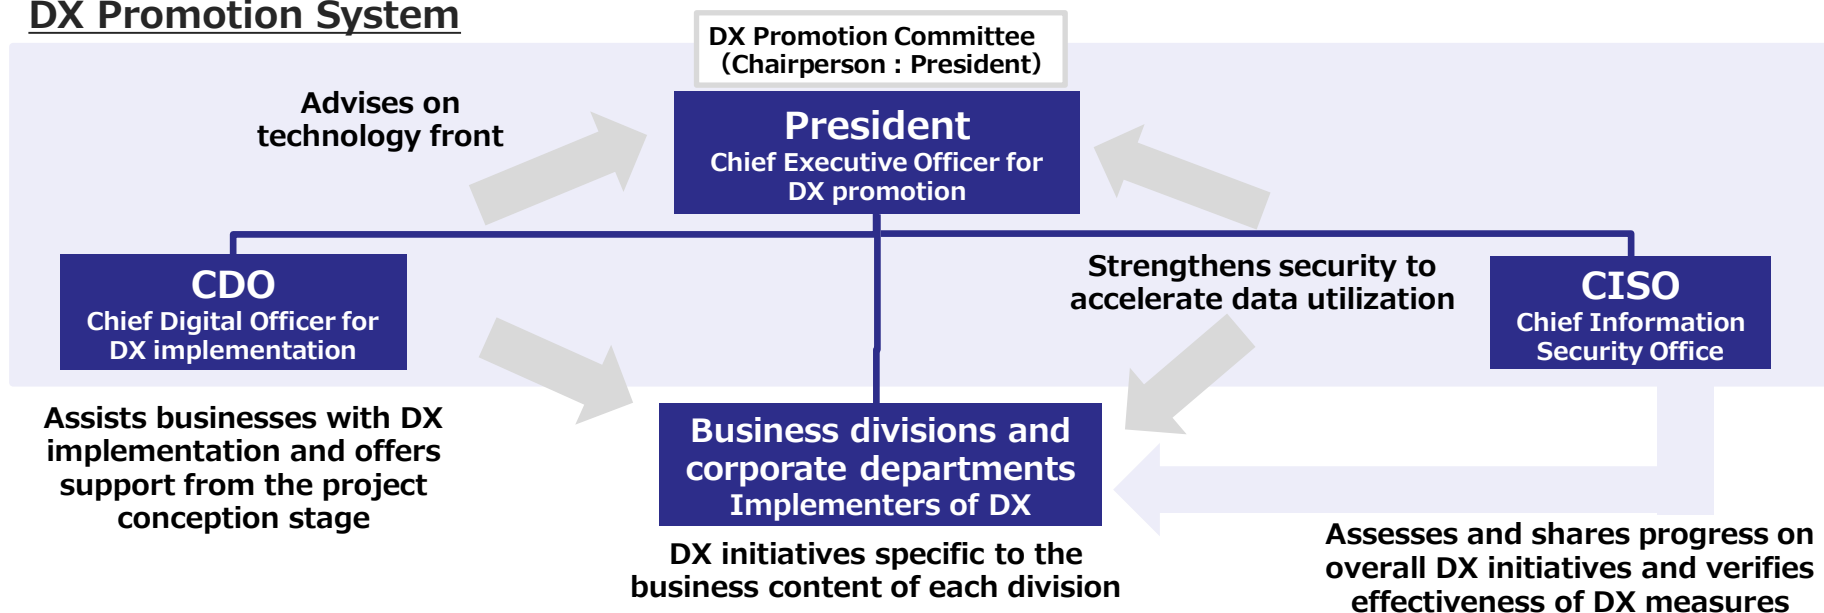 DX Promotion System
DX Promotion Committee
（Chairperson : President）
Advises on
technology front
President
Chief Executive Officer for
DX promotion
CDO
Chief Digital Officer for
DX implementation
Strengthens security to
accelerate data utilization
CISO
Chief Information
Security Office
Assists businesses with DX
implementation and offers
support from the project
conception stage
Business divisions and
corporate departments
Implementers of DX
DX initiatives specific to the
business content of each division
Assesses and shares progress on
overall DX initiatives and verifies
effectiveness of DX measures